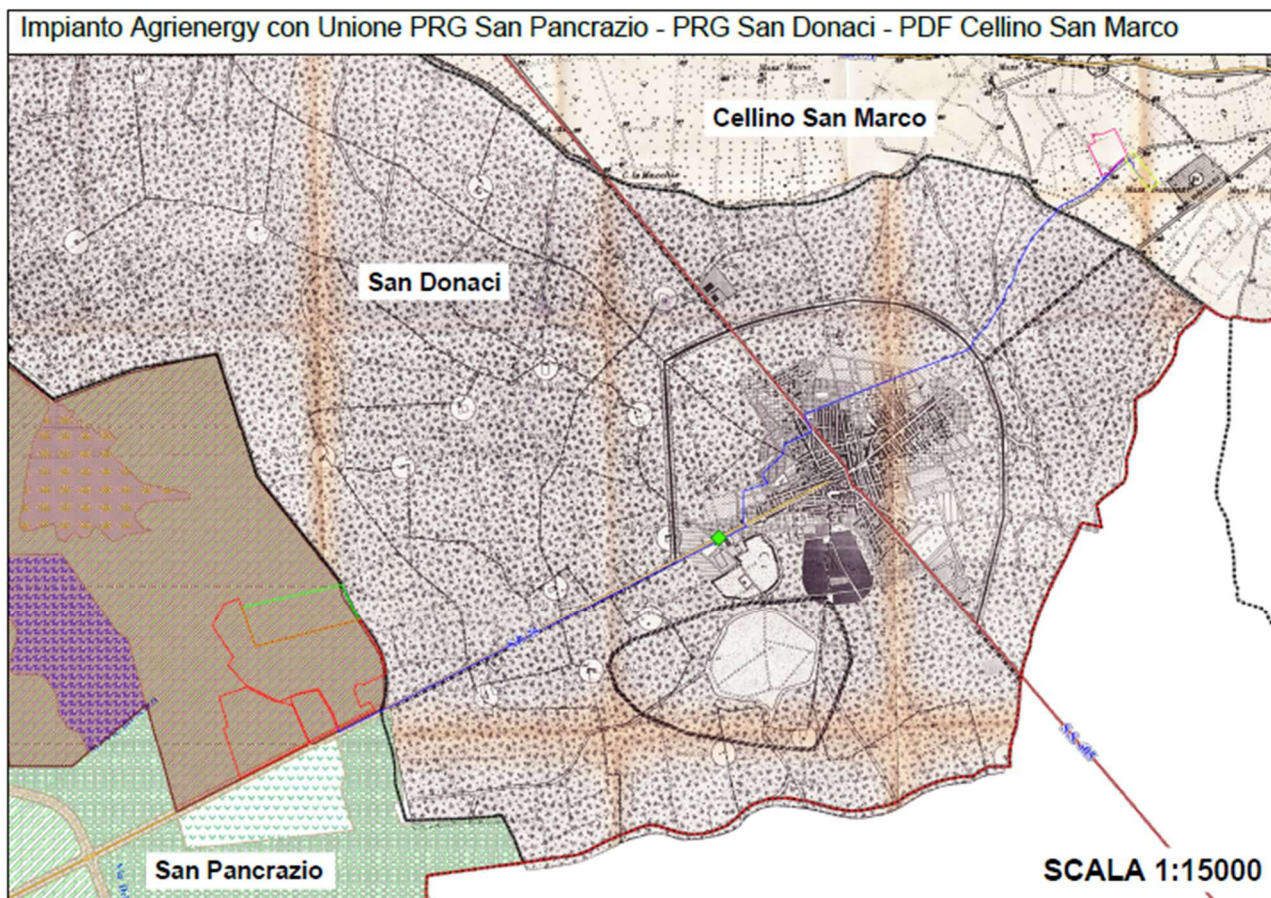 Impianto Agrienergy con Unione PRG San Pancrazio - PRG San Donaci - PDF Cellino San Marco
Cellino San Marco
San Donaci
San Pancrazio
SCALA 1:15000